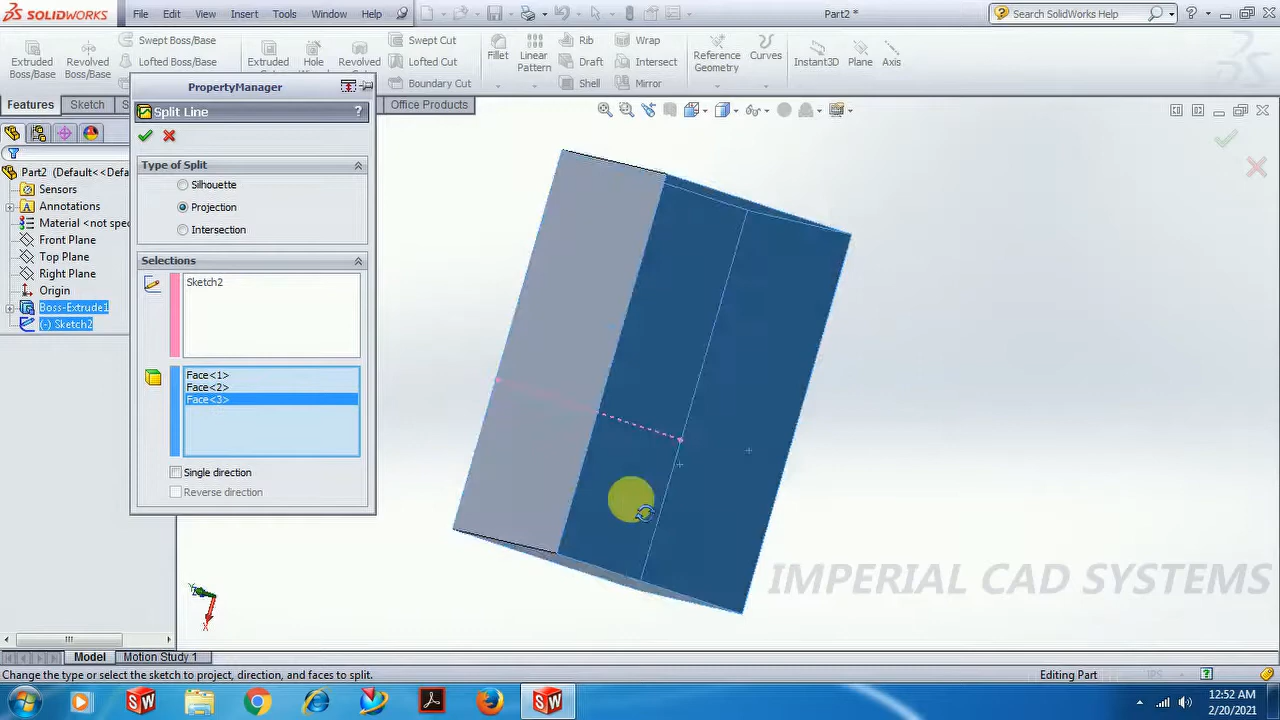 SOLIDWORKS File Edit View Insert Tools Window Help Part2 * Search SolidWorks Help
Extruded Boss/Base Revolved Boss/Base Swept Boss/Base Lofted Boss/Base Extruded Hole Revolved Swept Cut Lofted Cut Boundary Cut Fillet Linear Pattern Rib Draft Shell Wrap Intersect Mirror Reference Geometry Curves Instant3D Plane Axis
Features Sketch S Office Products
PropertyManager
Split Line ?
Type of Split
Silhouette
Projection
Intersection
Selections
Sketch2
Face<1>
Face<2>
Face<3>
Single direction
Reverse direction
Part2 (Default<<Defa
Sensors
Annotations
Material <not spe
Front Plane
Top Plane
Right Plane
Origin
Boss-Extrude1
(-) Sketch2
IMPERIAL CAD SYSTEMS
Model Motion Study 1
Change the type or select the sketch to project, direction, and faces to split. Editing Part IPS
12:52 AM
2/20/2021